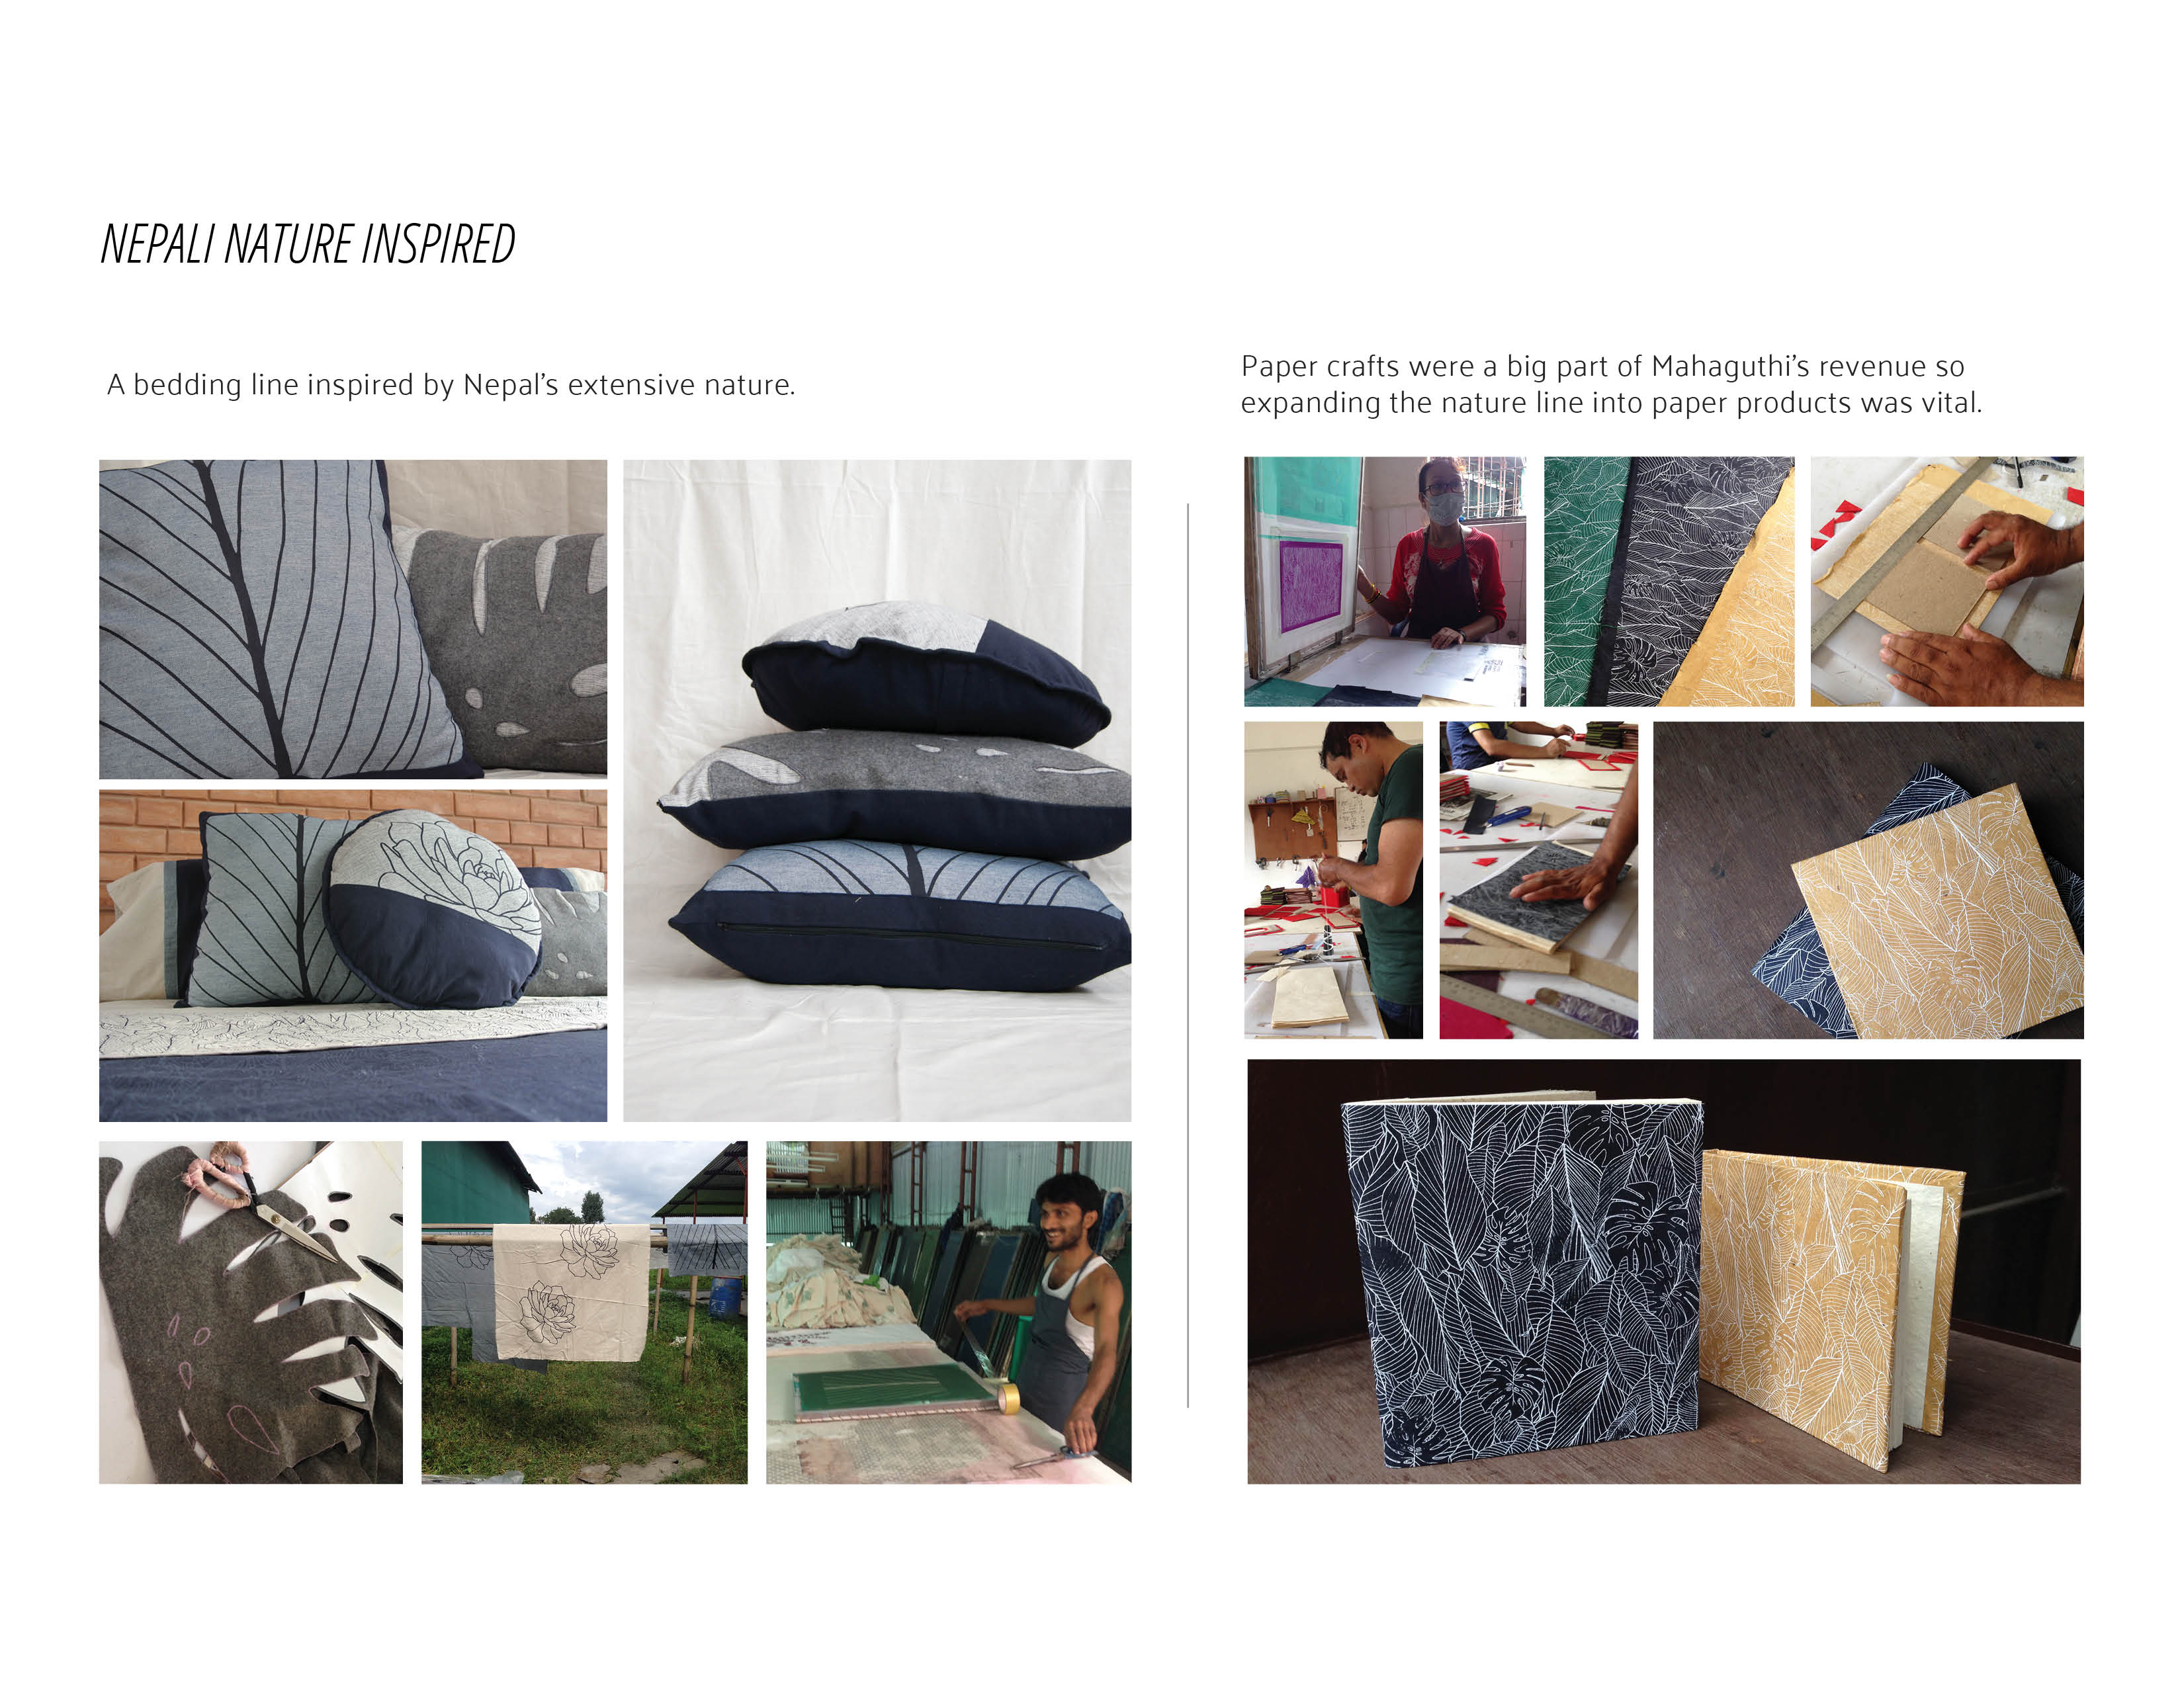 NEPALI NATURE INSPIRED
A bedding line inspired by Nepal's extensive nature.
Paper crafts were a big part of Mahaguthi's revenue so
expanding the nature line into paper products was vital.